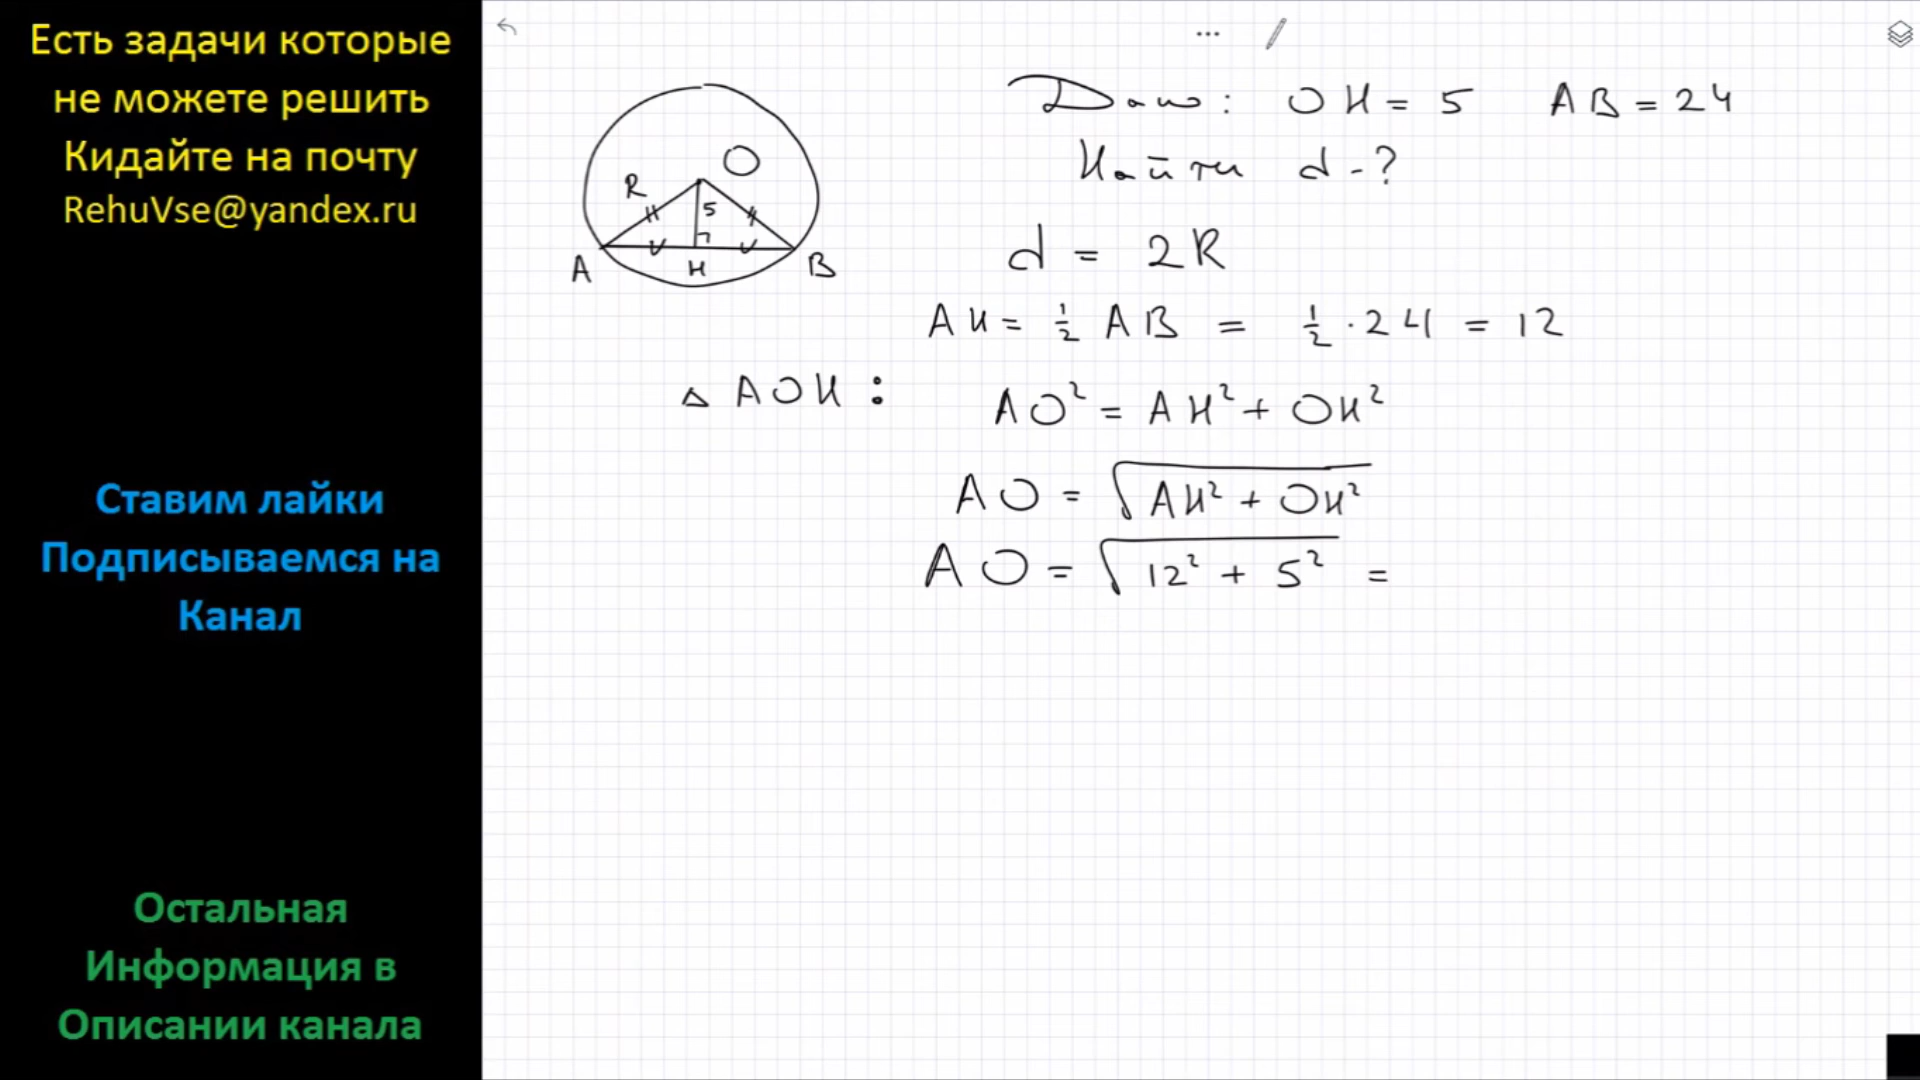 Есть задачи которые
не можете решить
Кидайте на почту
RehuVse@yandex.ru
Ставим лайки
Подписываемся на
Канал
Остальная
Информация в
Описании канала
O
R
5
A
H
B
Дано: OH = 5 AB = 24
Найти d - ?
d = 2R
AH = 1/2 AB = 1/2 · 24 = 12
△ AOH : AO² = AH² + OH²
AO = √(AH² + OH²)
AO = √(12² + 5²) =